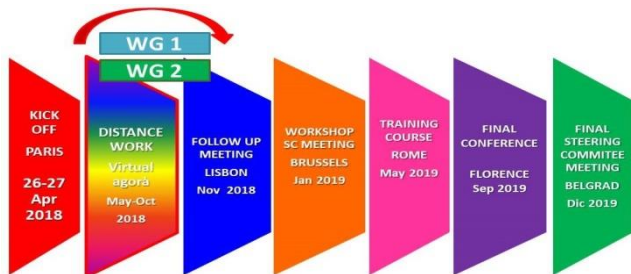 WG 1
WG 2
KICK
OFF
PARIS
26-27
Apr
2018
DISTANCE
WORK
Virtual
agorà
May-Oct
2018
FOLLOW UP
MEETING
LISBON
Nov 2018
WORKSHOP
SC MEETING
BRUSSELS
Jan 2019
TRAINING
COURSE
ROME
May 2019
FINAL
CONFERENCE
FLORENCE
Sep 2019
FINAL
STEERING
COMMITEE
MEETING
BELGRAD
Dic 2019